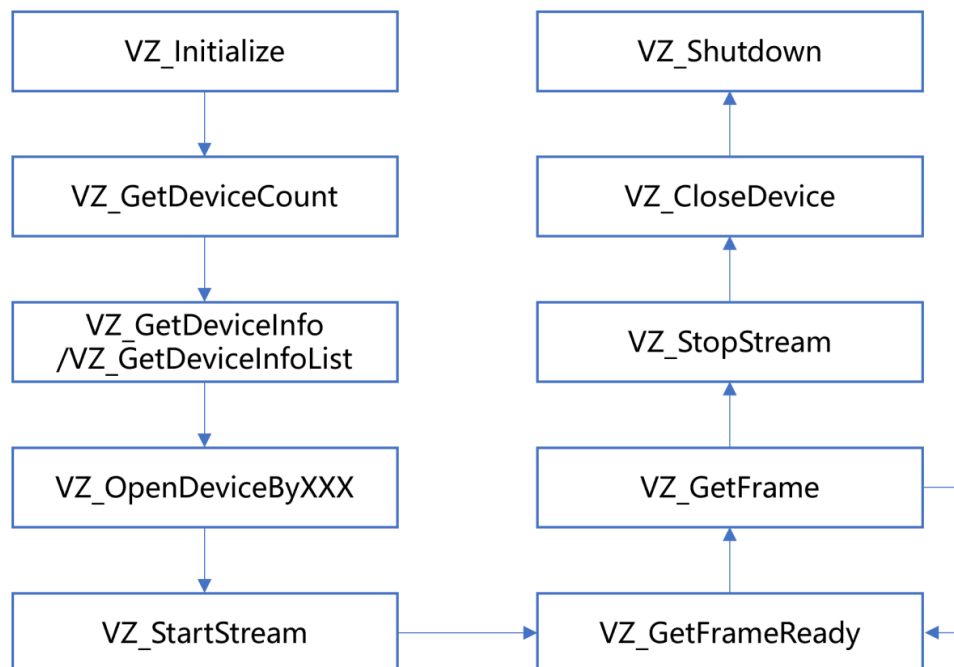 VZ_Initialize
VZ_GetDeviceCount
VZ_GetDeviceInfo
/VZ_GetDeviceInfoList
VZ_OpenDeviceByXXX
VZ_StartStream
VZ_GetFrameReady
VZ_GetFrame
VZ_StopStream
VZ_CloseDevice
VZ_Shutdown